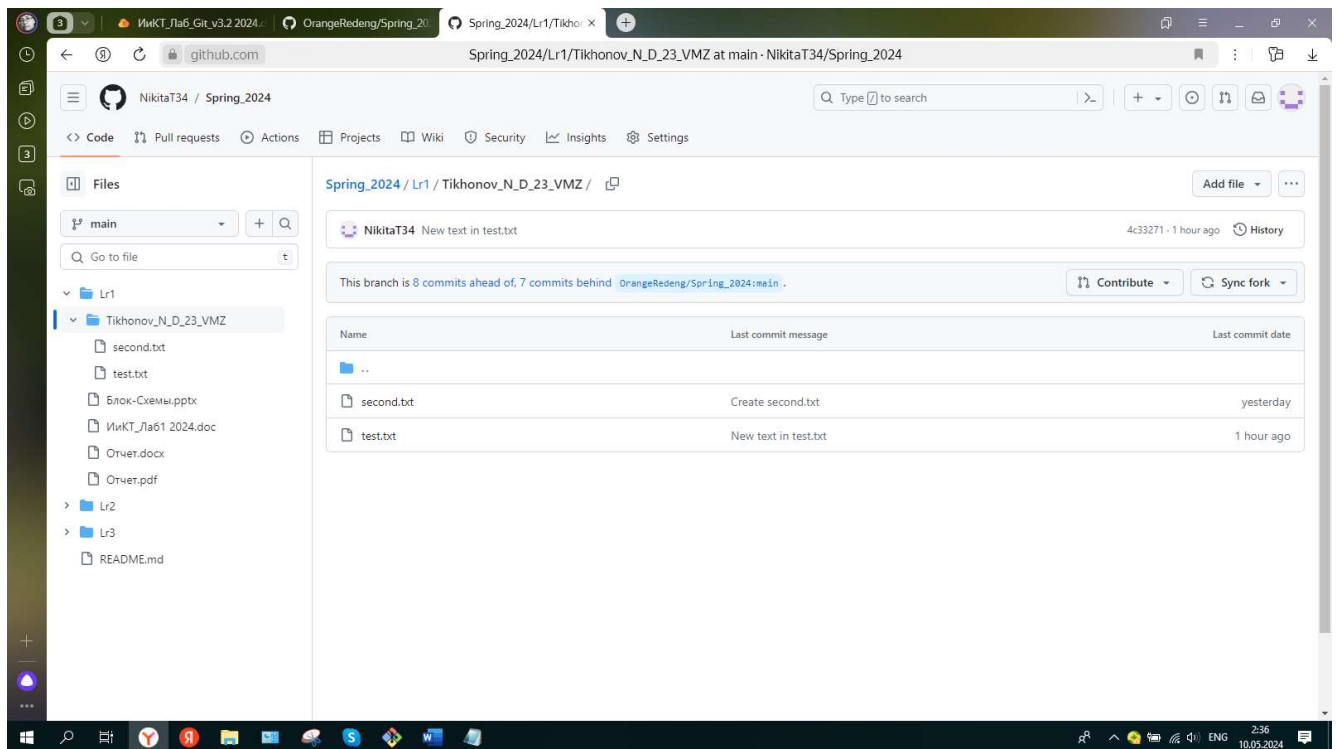 3
ИиКТ_Лаб_Git_v3.2 2024.
OrangeRedeng/Spring_20
Spring_2024/Lr1/Tikho
github.com
Spring_2024/Lr1/Tikhonov_N_D_23_VMZ at main · NikitaT34/Spring_2024
NikitaT34 / Spring_2024
Type / to search
<> Code Pull requests Actions Projects Wiki Security Insights Settings
3
Files
Spring_2024 / Lr1 / Tikhonov_N_D_23_VMZ /
Add file
main
NikitaT34 New text in test.txt
4c33271 · 1 hour ago History
Go to file t
This branch is 8 commits ahead of, 7 commits behind OrangeRedeng/Spring_2024:main .
Contribute Sync fork
Lr1
Tikhonov_N_D_23_VMZ
second.txt
test.txt
Блок-Схемы.pptx
ИиКТ_Лаб1 2024.doc
Отчет.docx
Отчет.pdf
Lr2
Lr3
README.md
Name Last commit message Last commit date
..
second.txt Create second.txt yesterday
test.txt New text in test.txt 1 hour ago
ENG
2:36
10.05.2024